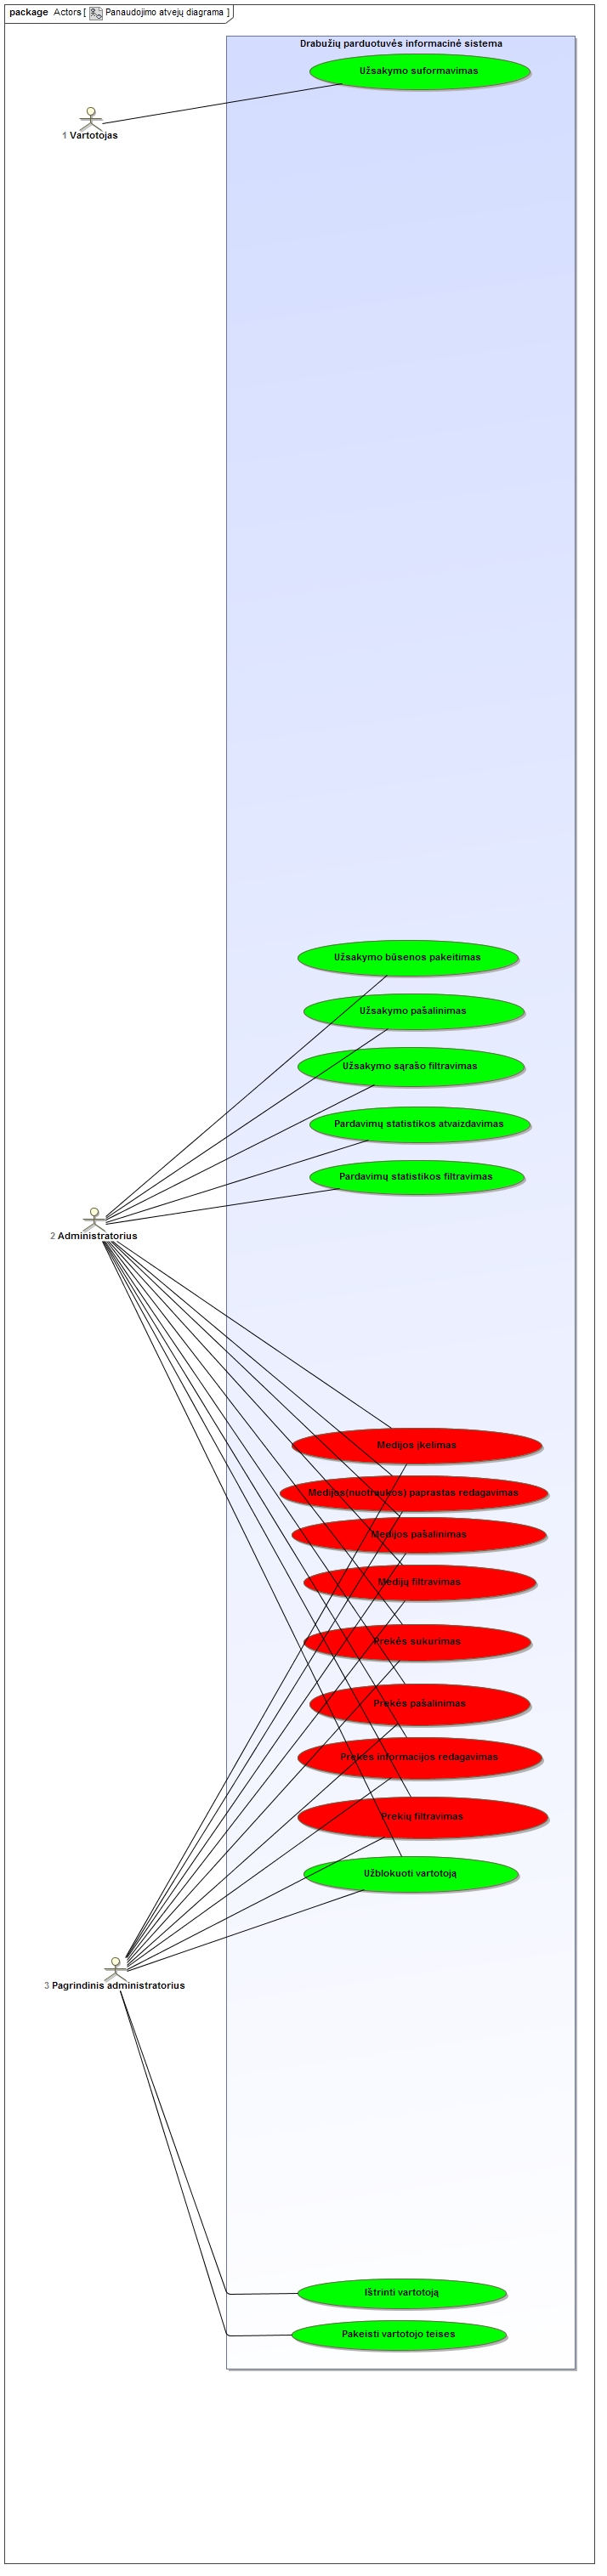 package Actors [ Panaudojimo atvejų diagrama ]
Drabužių parduotuvės informacinė sistema
Užsakymo suformavimas
1 Vartotojas
Užsakymo būsenos pakeitimas
Užsakymo pašalinimas
Užsakymo sąrašo filtravimas
Pardavimų statistikos atvaizdavimas
Pardavimų statistikos filtravimas
2 Administratorius
Medijos įkelimas
Medijos(nuotraukos) paprastas redagavimas
Medijos pašalinimas
Medijų filtravimas
Prekės sukurimas
Prekės pašalinimas
Prekės informacijos redagavimas
Prekių filtravimas
Užblokuoti vartotoją
3 Pagrindinis administratorius
Ištrinti vartotoją
Pakeisti vartotojo teises